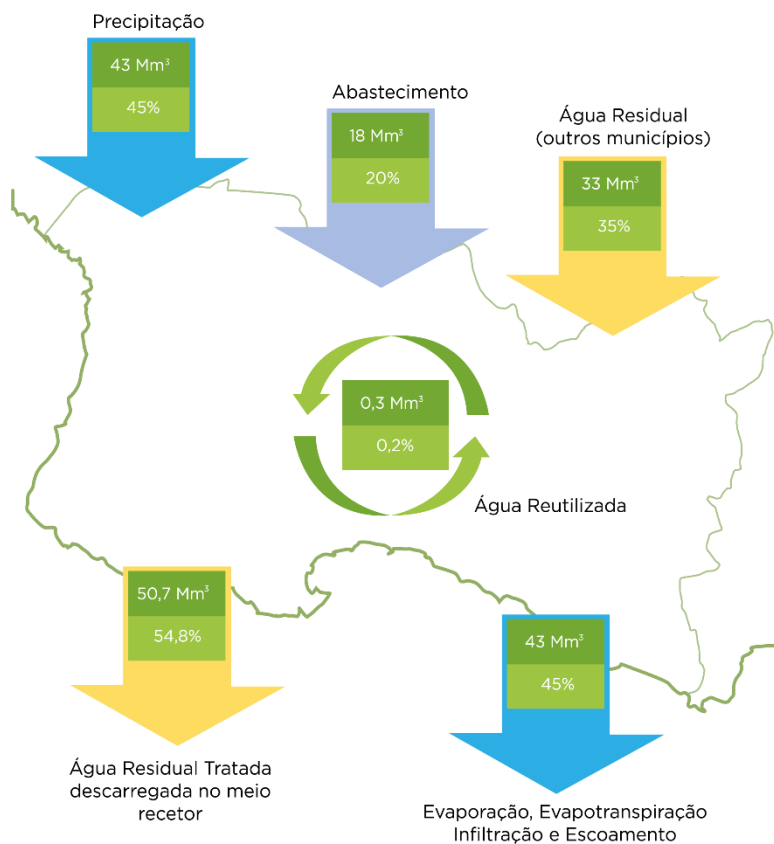 Precipitação
43 Mm³
45%
Abastecimento
18 Mm³
20%
Água Residual
(outros municípios)
33 Mm³
35%
0,3 Mm³
0,2%
Água Reutilizada
50,7 Mm³
54,8%
Água Residual Tratada
descarregada no meio
recetor
43 Mm³
45%
Evaporação, Evapotranspiração
Infiltração e Escoamento